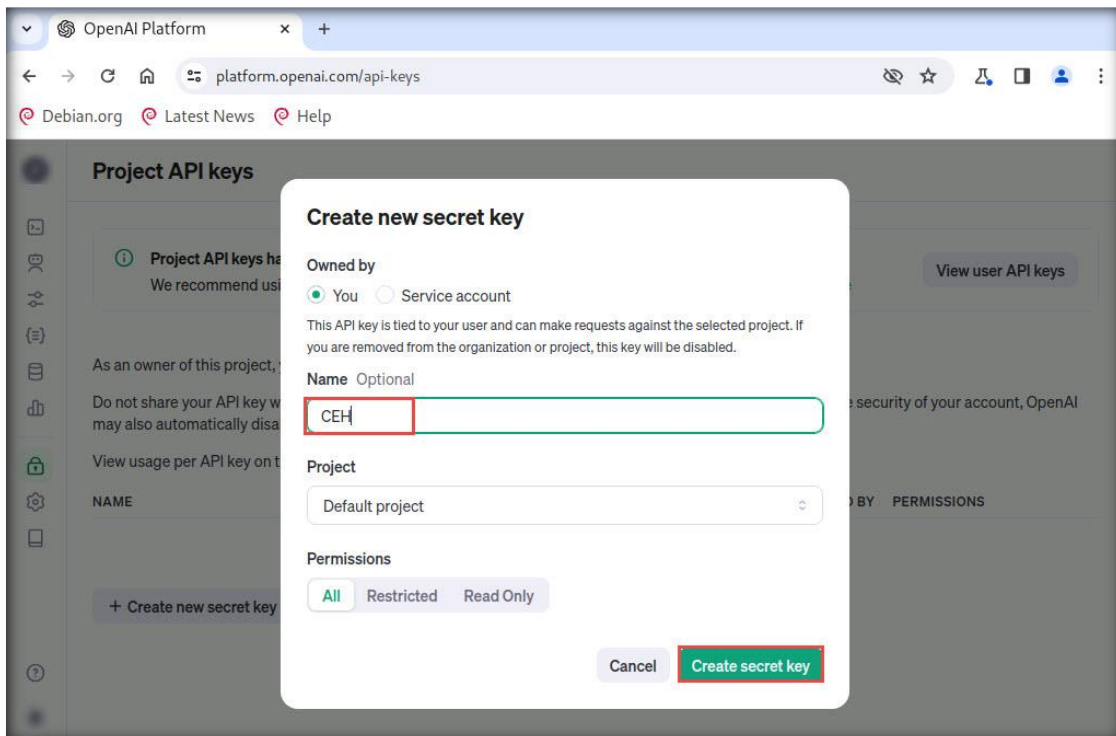 OpenAI Platform
platform.openai.com/api-keys
Debian.org Latest News Help
Project API keys
Create new secret key
Project API keys ha
We recommend usi
View user API keys
Owned by
You Service account
This API key is tied to your user and can make requests against the selected project. If
you are removed from the organization or project, this key will be disabled.
As an owner of this project,
Name Optional
Do not share your API key w
security of your account, OpenAI
may also automatically disa
CEH
View usage per API key on t
Project
NAME
BY PERMISSIONS
Default project
Permissions
All Restricted Read Only
+ Create new secret key
Cancel Create secret key